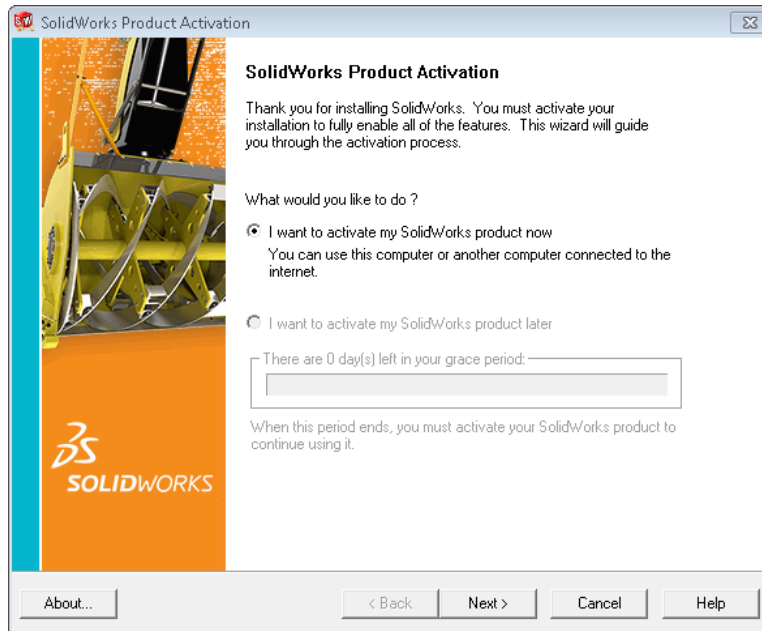 SolidWorks Product Activation
SolidWorks Product Activation
Thank you for installing SolidWorks. You must activate your
installation to fully enable all of the features. This wizard will guide
you through the activation process.
What would you like to do ?
I want to activate my SolidWorks product now
You can use this computer or another computer connected to the
internet.
I want to activate my SolidWorks product later
There are 0 day(s) left in your grace period:
When this period ends, you must activate your SolidWorks product to
continue using it.
DS
SOLIDWORKS
About...
< Back
Next >
Cancel
Help